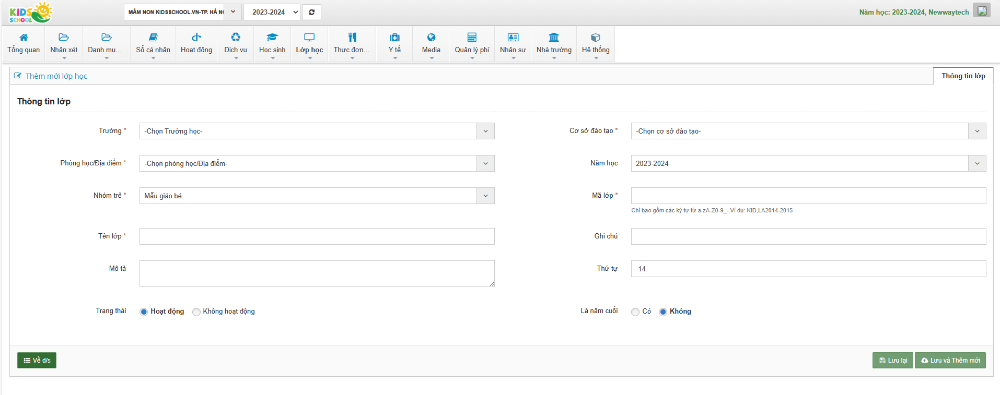 KIDS
SCHOOL
MẦM NON KIDSSCHOOL.VN-TP. HÀ N
2023-2024
Năm học: 2023-2024, Newwaytech
Tổng quan
Nhận xét
Danh mụ...
Sổ cá nhân
Hoạt động
Dịch vụ
Học sinh
Lớp học
Thực đơn...
Y tế
Media
Quản lý phí
Nhân sự
Nhà trường
Hệ thống
Thêm mới lớp học
Thông tin lớp
Thông tin lớp
Trường *
-Chọn Trường học-
Cơ sở đào tạo *
-Chọn cơ sở đào tạo-
Phòng học/Địa điểm *
-Chọn phòng học/Địa điểm-
Năm học
2023-2024
Nhóm trẻ *
Mẫu giáo bé
Mã lớp *
Chỉ bao gồm các ký tự từ a-zA-Z0-9_-.Ví dụ: KID,LA2014-2015
Tên lớp *
Ghi chú
Mô tả
Thứ tự
14
Trạng thái
Hoạt động
Không hoạt động
Là năm cuối
Có
Không
Về d/s
Lưu lại
Lưu và Thêm mới